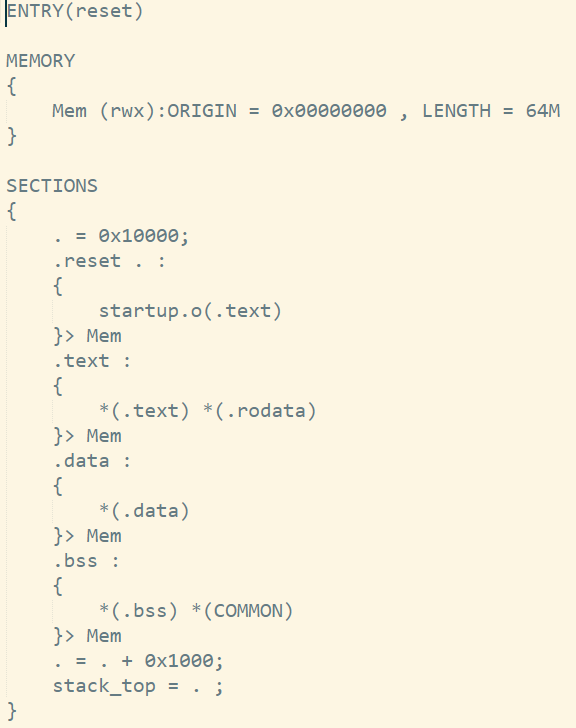 ENTRY(reset)

MEMORY
{
    Mem (rwx):ORIGIN = 0x00000000 , LENGTH = 64M
}

SECTIONS
{
    . = 0x10000;
    .reset . :
    {
        startup.o(.text)
    }> Mem
    .text :
    {
        *(.text) *(.rodata)
    }> Mem
    .data :
    {
        *(.data)
    }> Mem
    .bss :
    {
        *(.bss) *(COMMON)
    }> Mem
    . = . + 0x1000;
    stack_top = . ;
}